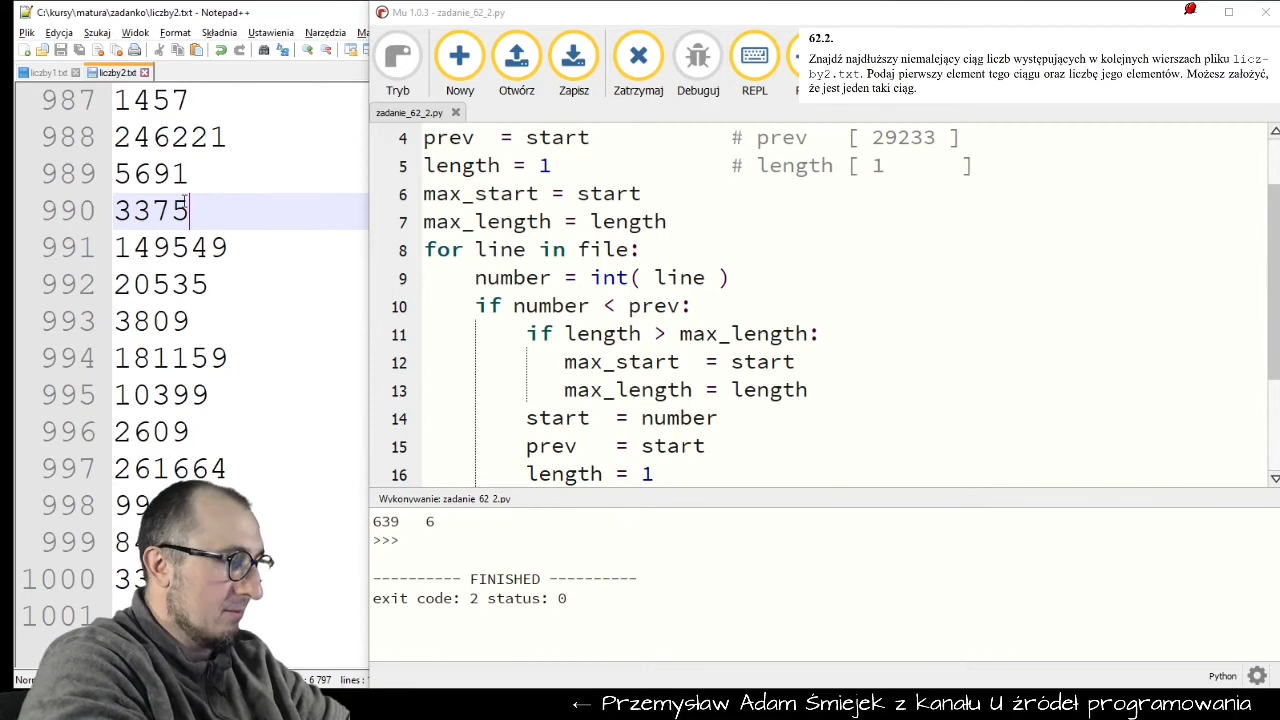 C:\kursy\matura\zadanko\liczby2.txt - Notepad++
Plik Edycja Szukaj Widok Format Składnia Ustawienia Narzędzia
liczby1.txt liczby2.txt
987 1457
988 246221
989 5691
990 3375
991 149549
992 20535
993 3809
994 181159
995 10399
996 2609
997 261664
998
999
1000
1001
Mu 1.0.3 - zadanie_62_2.py
Tryb Nowy Otwórz Zapisz Zatrzymaj Debuguj REPL
62.2.
Znajdź najdłuższy niemalejący ciąg liczb występujących w kolejnych wierszach pliku licz-
by2.txt. Podaj pierwszy element tego ciągu oraz liczbę jego elementów. Możesz założyć,
że jest jeden taki ciąg.
zadanie_62_2.py
4 prev = start # prev [ 29233 ]
5 length = 1 # length [ 1 ]
6 max_start = start
7 max_length = length
8 for line in file:
9 number = int( line )
10 if number < prev:
11 if length > max_length:
12 max_start = start
13 max_length = length
14 start = number
15 prev = start
16 length = 1
Wykonywanie: zadanie_62_2.py
639 6
>>>
---------- FINISHED ----------
exit code: 2 status: 0
Python
← Przemysław Adam Śmiejek z kanału U źródeł programowania